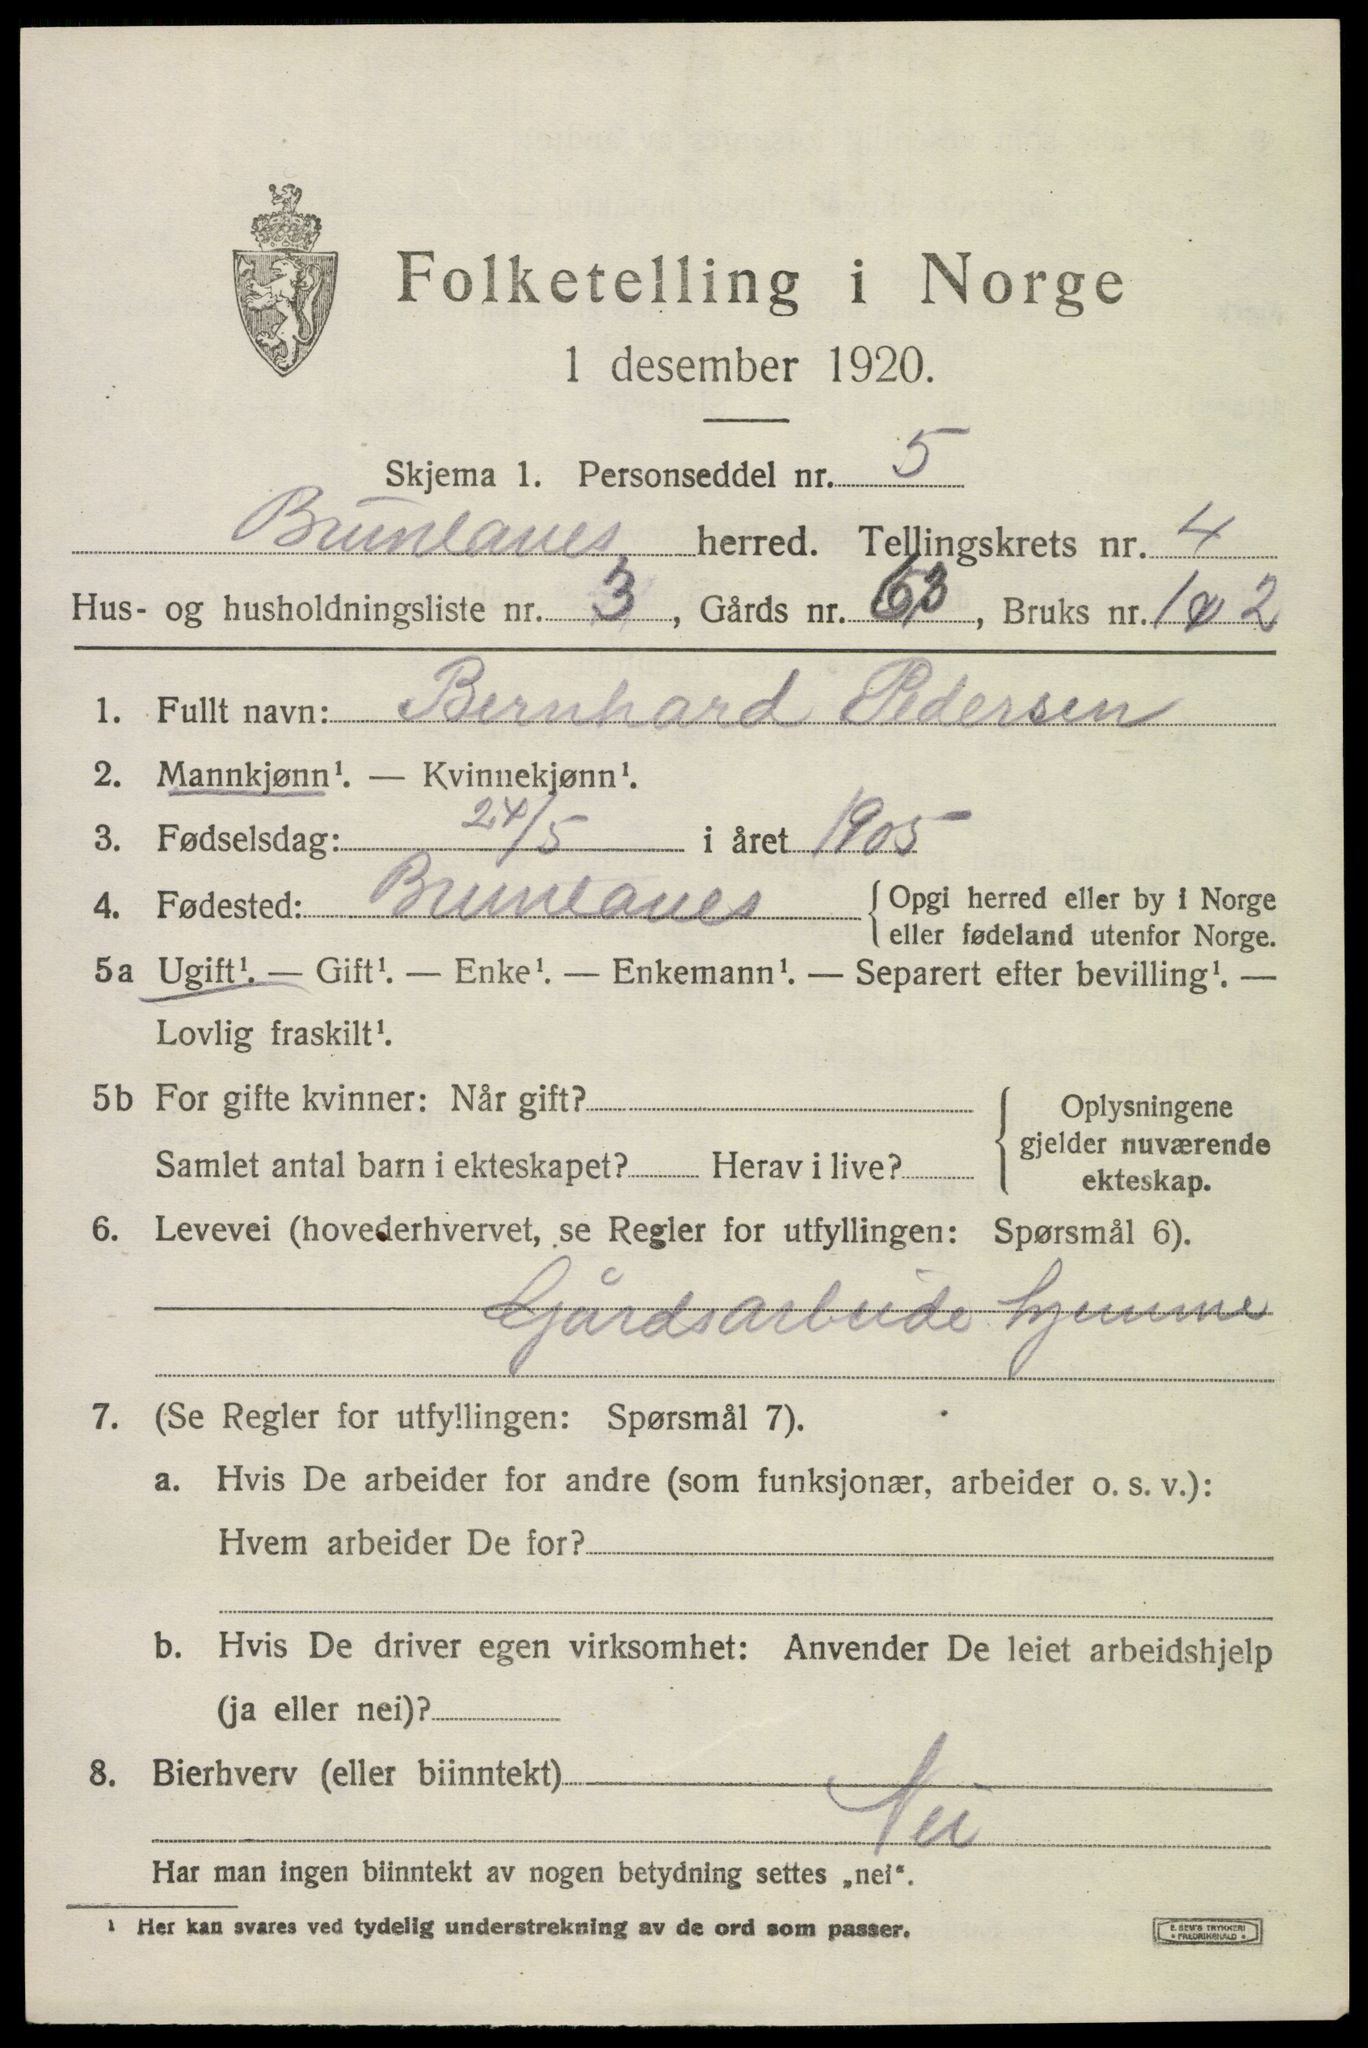 Folketelling i Norge
1 desember 1920.
Skjema 1. Personseddel nr. 5
Brunlanes herred. Tellingskrets nr. 4
Hus- og husholdningsliste nr. 3, Gårds nr. 63, Bruks nr. 1 & 2
1. Fullt navn: Bernhard Pedersen
2. Mannkjønn¹. — Kvinnekjønn¹.
3. Fødselsdag: 24/5 i året 1905
4. Fødested: Brunlanes { Opgi herred eller by i Norge
eller fødeland utenfor Norge.
5a Ugift¹. — Gift¹. — Enke¹. — Enkemann¹. — Separert efter bevilling¹. —
Lovlig fraskilt¹.
5b For gifte kvinner: Når gift?
Samlet antal barn i ekteskapet? Herav i live?
{ Oplysningene
gjelder nuværende
ekteskap.
6. Levevei (hovederhvervet, se Regler for utfyllingen: Spørsmål 6).
Gjårdsarbeide hjemme
7. (Se Regler for utfyllingen: Spørsmål 7).
a. Hvis De arbeider for andre (som funksjonær, arbeider o. s. v.):
Hvem arbeider De for?
b. Hvis De driver egen virksomhet: Anvender De leiet arbeidshjelp
(ja eller nei)?
8. Bierhverv (eller biinntekt)
Nei
Har man ingen biinntekt av nogen betydning settes „nei“.
¹ Her kan svares ved tydelig understrekning av de ord som passer.
E. SEM'S TRYKKERI
FREDRIKSHALD